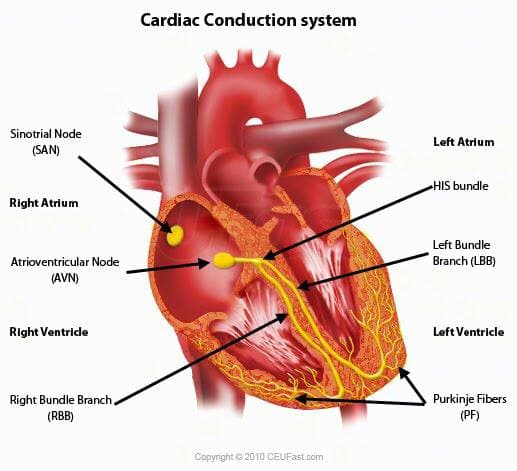 Cardiac Conduction system
Sinotrial Node
(SAN)
Left Atrium
HIS bundle
Right Atrium
Left Bundle
Branch (LBB)
Atrioventricular Node
(AVN)
Right Ventricle
Left Ventricle
Right Bundle Branch
(RBB)
Purkinje Fibers
(PF)
Copyright © 2010 CEUFast.com